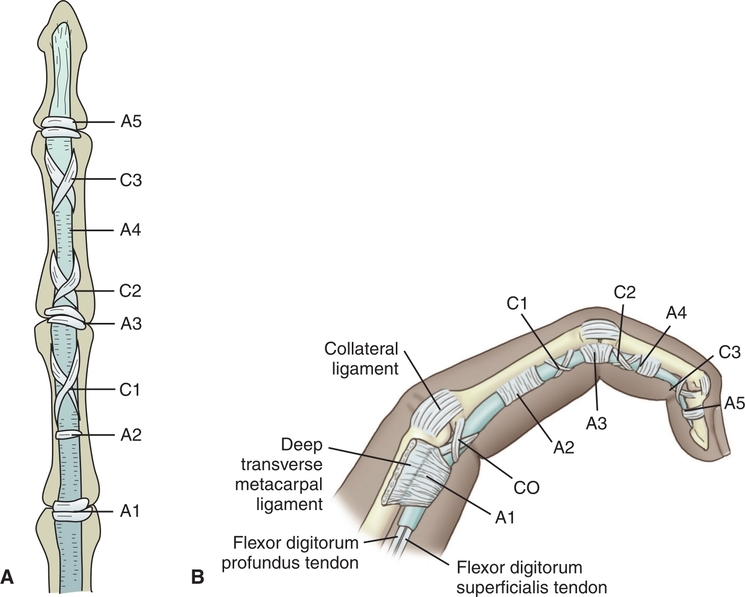 A5
C3
A4
C2
A3
C1
A2
A1
A
C1
C2
A4
C3
A5
Collateral
ligament
A3
A2
Deep
transverse
metacarpal
ligament
CO
A1
Flexor digitorum
profundus tendon
Flexor digitorum
superficialis tendon
B